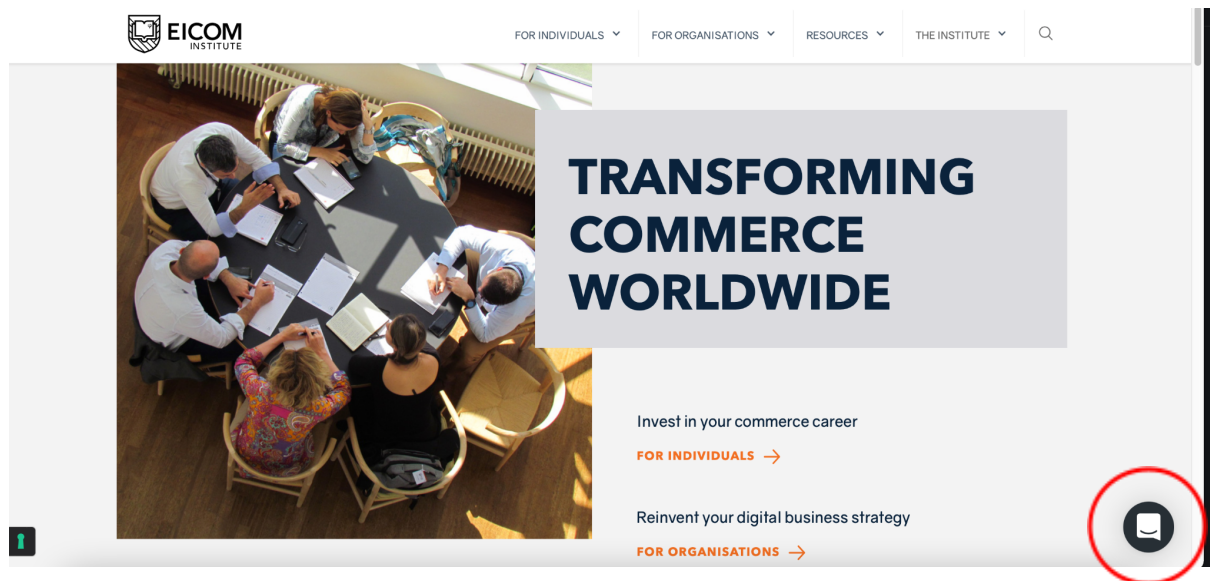 EICOM
INSTITUTE
FOR INDIVIDUALS
FOR ORGANISATIONS
RESOURCES
THE INSTITUTE
TRANSFORMING
COMMERCE
WORLDWIDE
Invest in your commerce career
FOR INDIVIDUALS →
Reinvent your digital business strategy
FOR ORGANISATIONS →